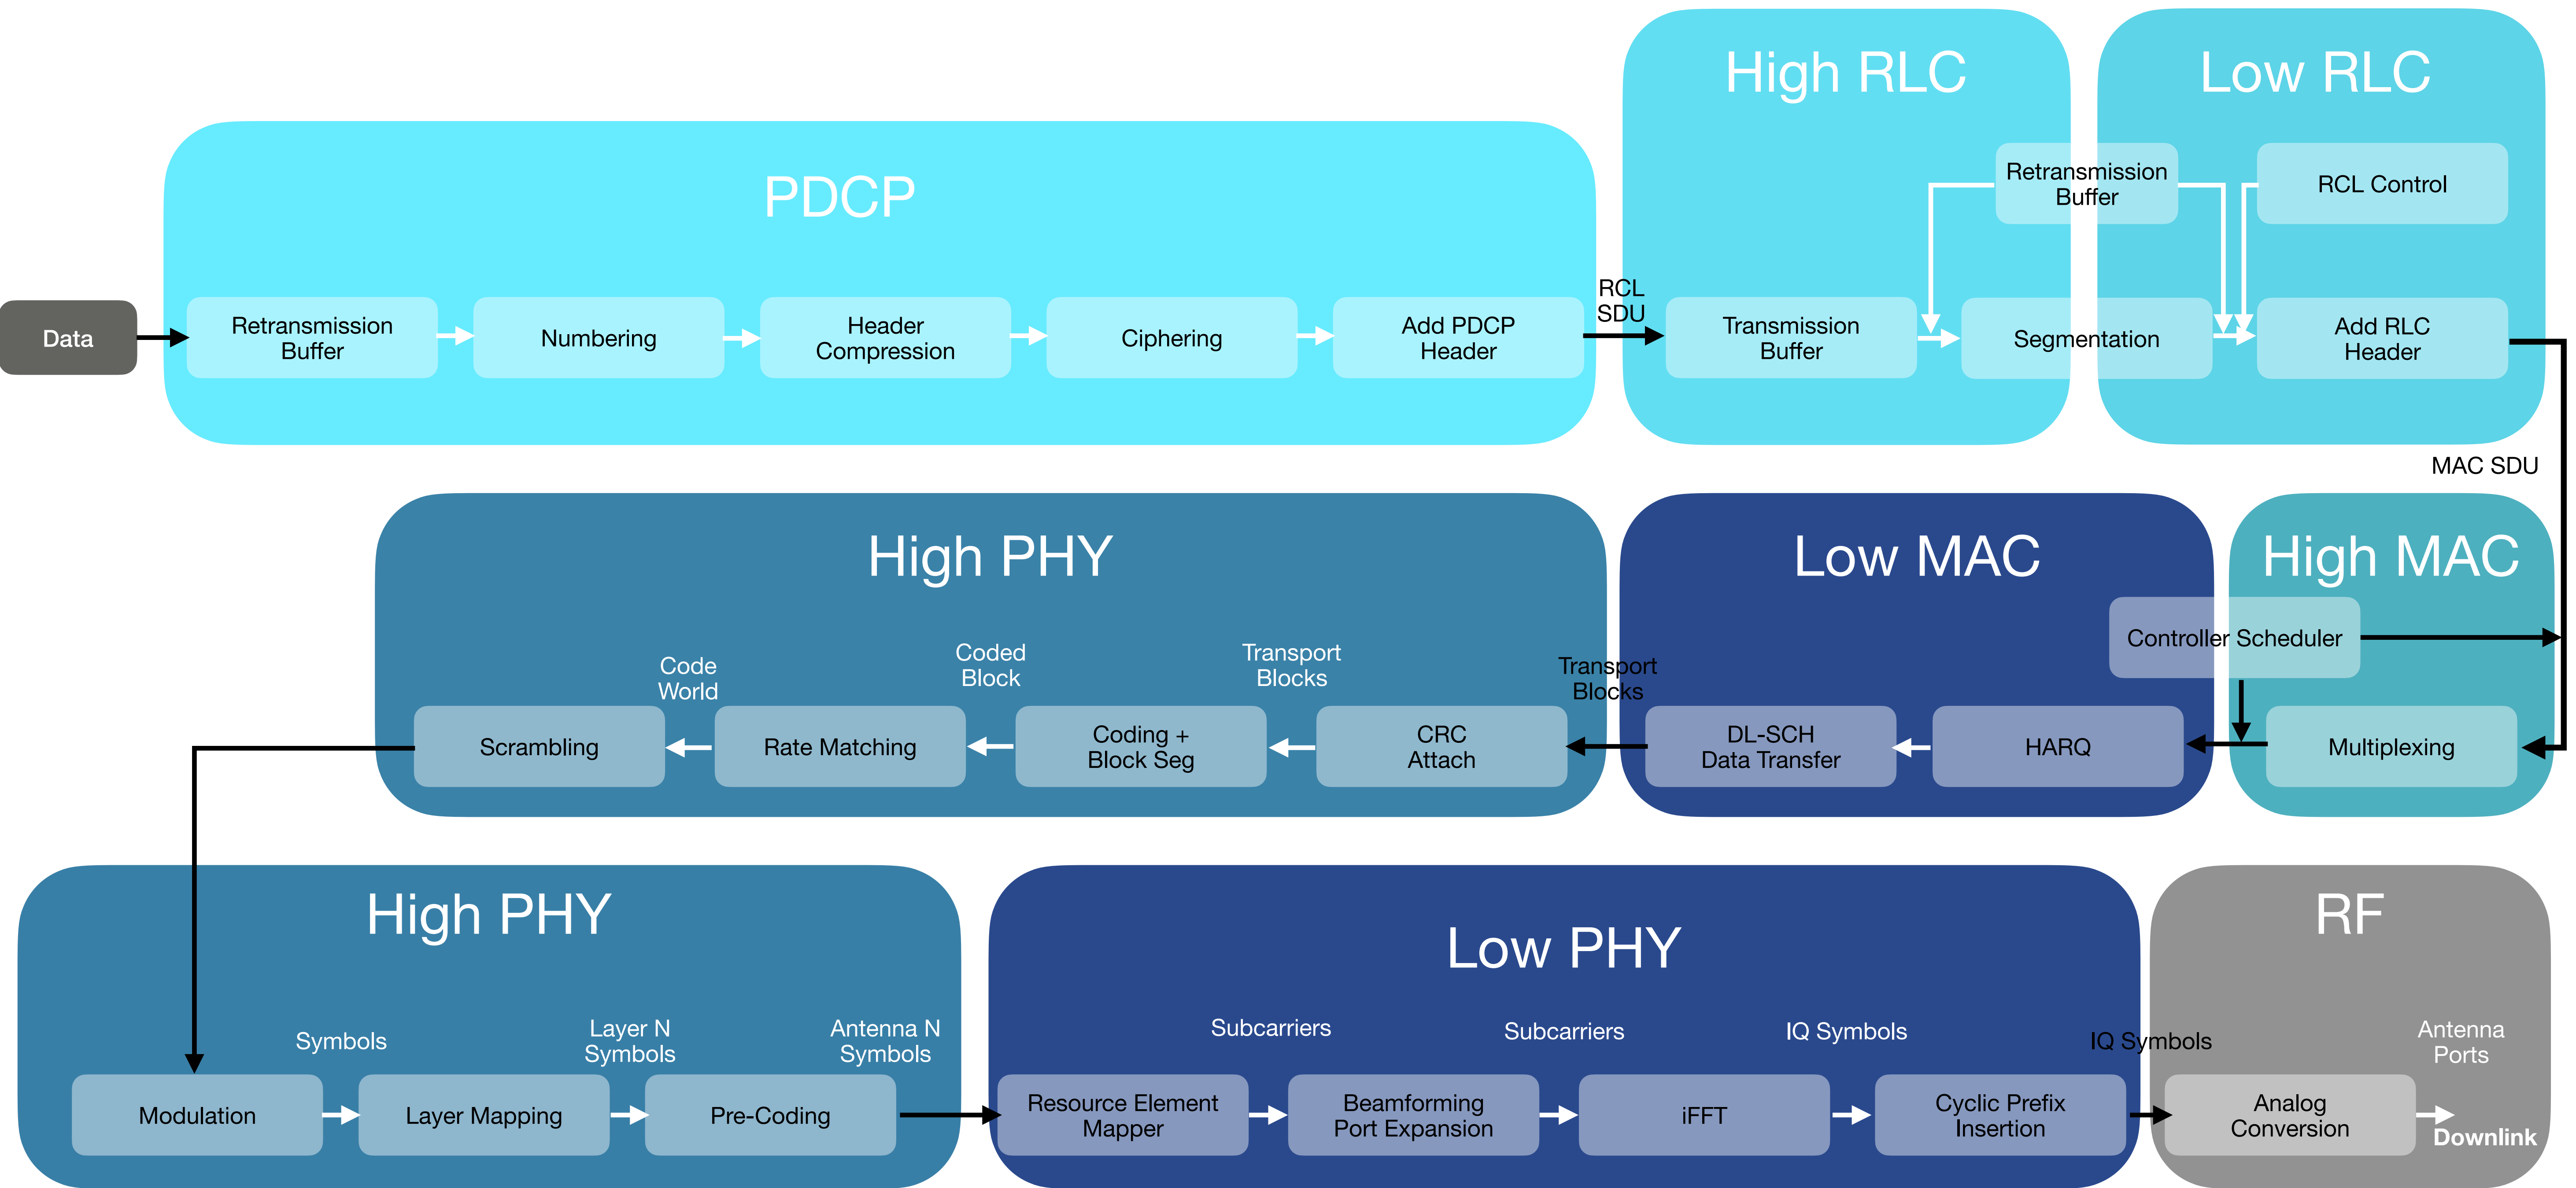 High RLC
Low RLC
PDCP
Retransmission
Buffer
RCL Control
RCL
SDU
Data
Retransmission
Buffer
Numbering
Header
Compression
Ciphering
Add PDCP
Header
Transmission
Buffer
Segmentation
Add RLC
Header
MAC SDU
High PHY
Low MAC
High MAC
Controller Scheduler
Code
World
Coded
Block
Transport
Blocks
Transport
Blocks
Scrambling
Rate Matching
Coding +
Block Seg
CRC
Attach
DL-SCH
Data Transfer
HARQ
Multiplexing
High PHY
Low PHY
RF
Symbols
Layer N
Symbols
Antenna N
Symbols
Subcarriers
Subcarriers
IQ Symbols
IQ Symbols
Antenna
Ports
Modulation
Layer Mapping
Pre-Coding
Resource Element
Mapper
Beamforming
Port Expansion
iFFT
Cyclic Prefix
Insertion
Analog
Conversion
Downlink